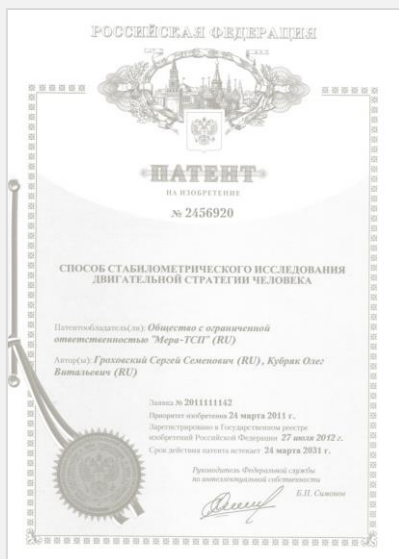 РОССИЙСКАЯ ФЕДЕРАЦИЯ
ПАТЕНТ
НА ИЗОБРЕТЕНИЕ
№ 2456920
СПОСОБ СТАБИЛОМЕТРИЧЕСКОГО ИССЛЕДОВАНИЯ
ДВИГАТЕЛЬНОЙ СТРАТЕГИИ ЧЕЛОВЕКА
Патентообладатель(ли): Общество с ограниченной
ответственностью "Мера-ТСП" (RU)
Автор(ы): Гроховский Сергей Семенович (RU), Кубряк Олег
Витальевич (RU)
Заявка № 2011111142
Приоритет изобретения 24 марта 2011 г.
Зарегистрировано в Государственном реестре
изобретений Российской Федерации 27 июля 2012 г.
Срок действия патента истекает 24 марта 2031 г.
Руководитель Федеральной службы
по интеллектуальной собственности
Б.П. Симонов